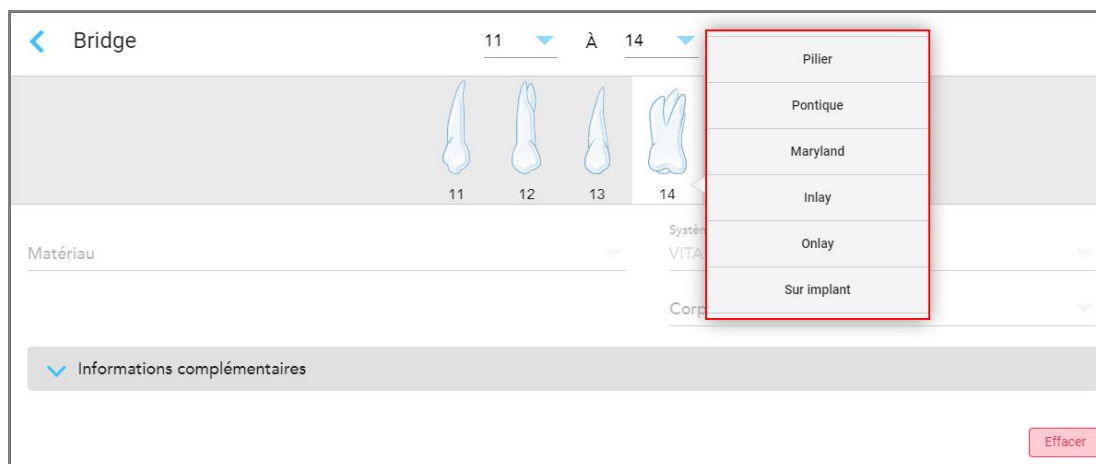 Bridge
11 À 14
Pilier
Pontique
Maryland
Inlay
Onlay
Sur implant
11 12 13 14
Matériau
VITA
Informations complémentaires
Effacer